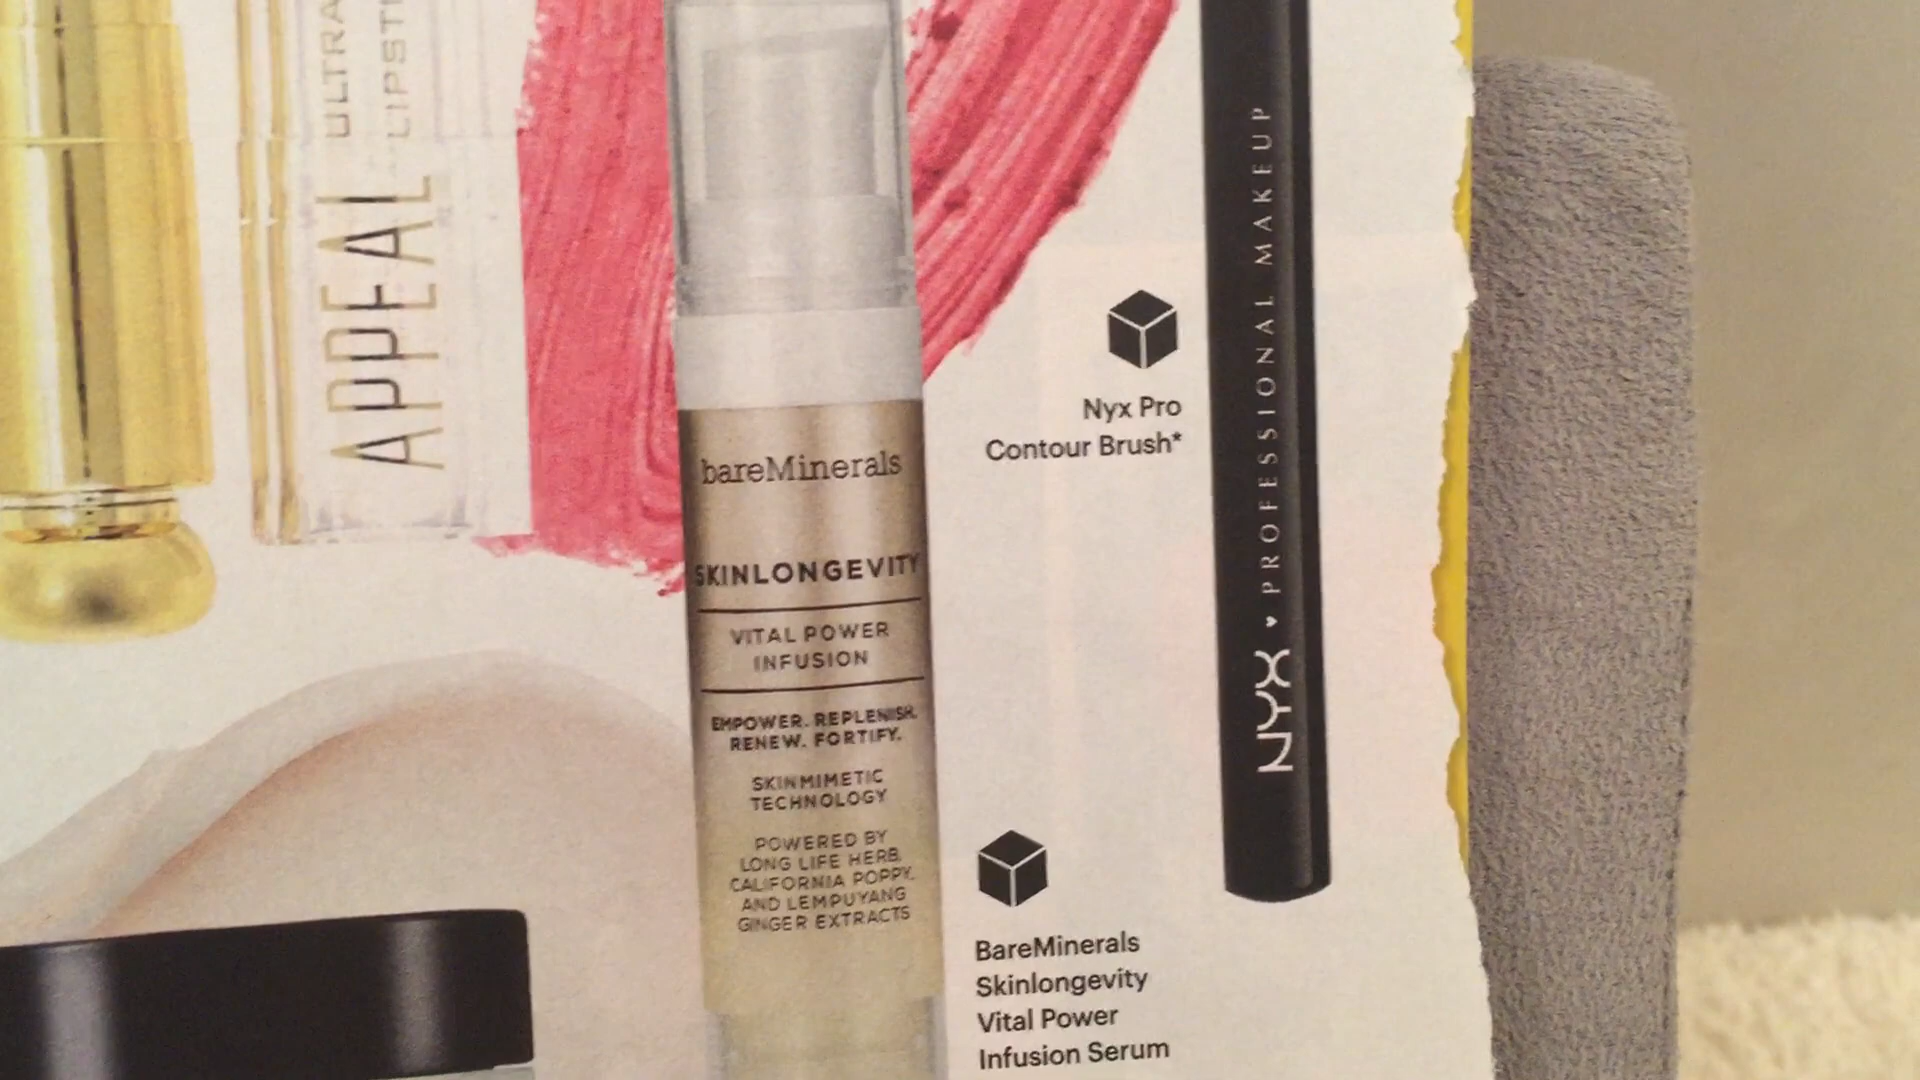 ULTRA
LIPSTI
APPEAL
bareMinerals
SKINLONGEVITY
VITAL POWER
INFUSION
EMPOWER. REPLENISH.
RENEW. FORTIFY.
SKINMIMETIC
TECHNOLOGY
POWERED BY
LONG LIFE HERB,
CALIFORNIA POPPY,
AND LEMPUYANG
GINGER EXTRACTS
Nyx Pro
Contour Brush*
NYX ♥ PROFESSIONAL MAKEUP
BareMinerals
Skinlongevity
Vital Power
Infusion Serum